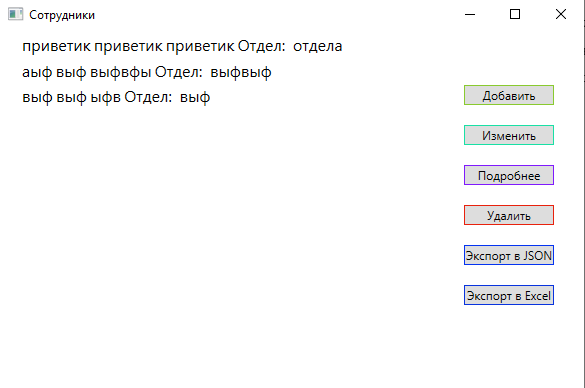 Сотрудники
приветик приветик приветик Отдел: отдела
аыф выф выфвфы Отдел: выфвыф
выф выф ыфв Отдел: выф
Добавить
Изменить
Подробнее
Удалить
Экспорт в JSON
Экспорт в Excel